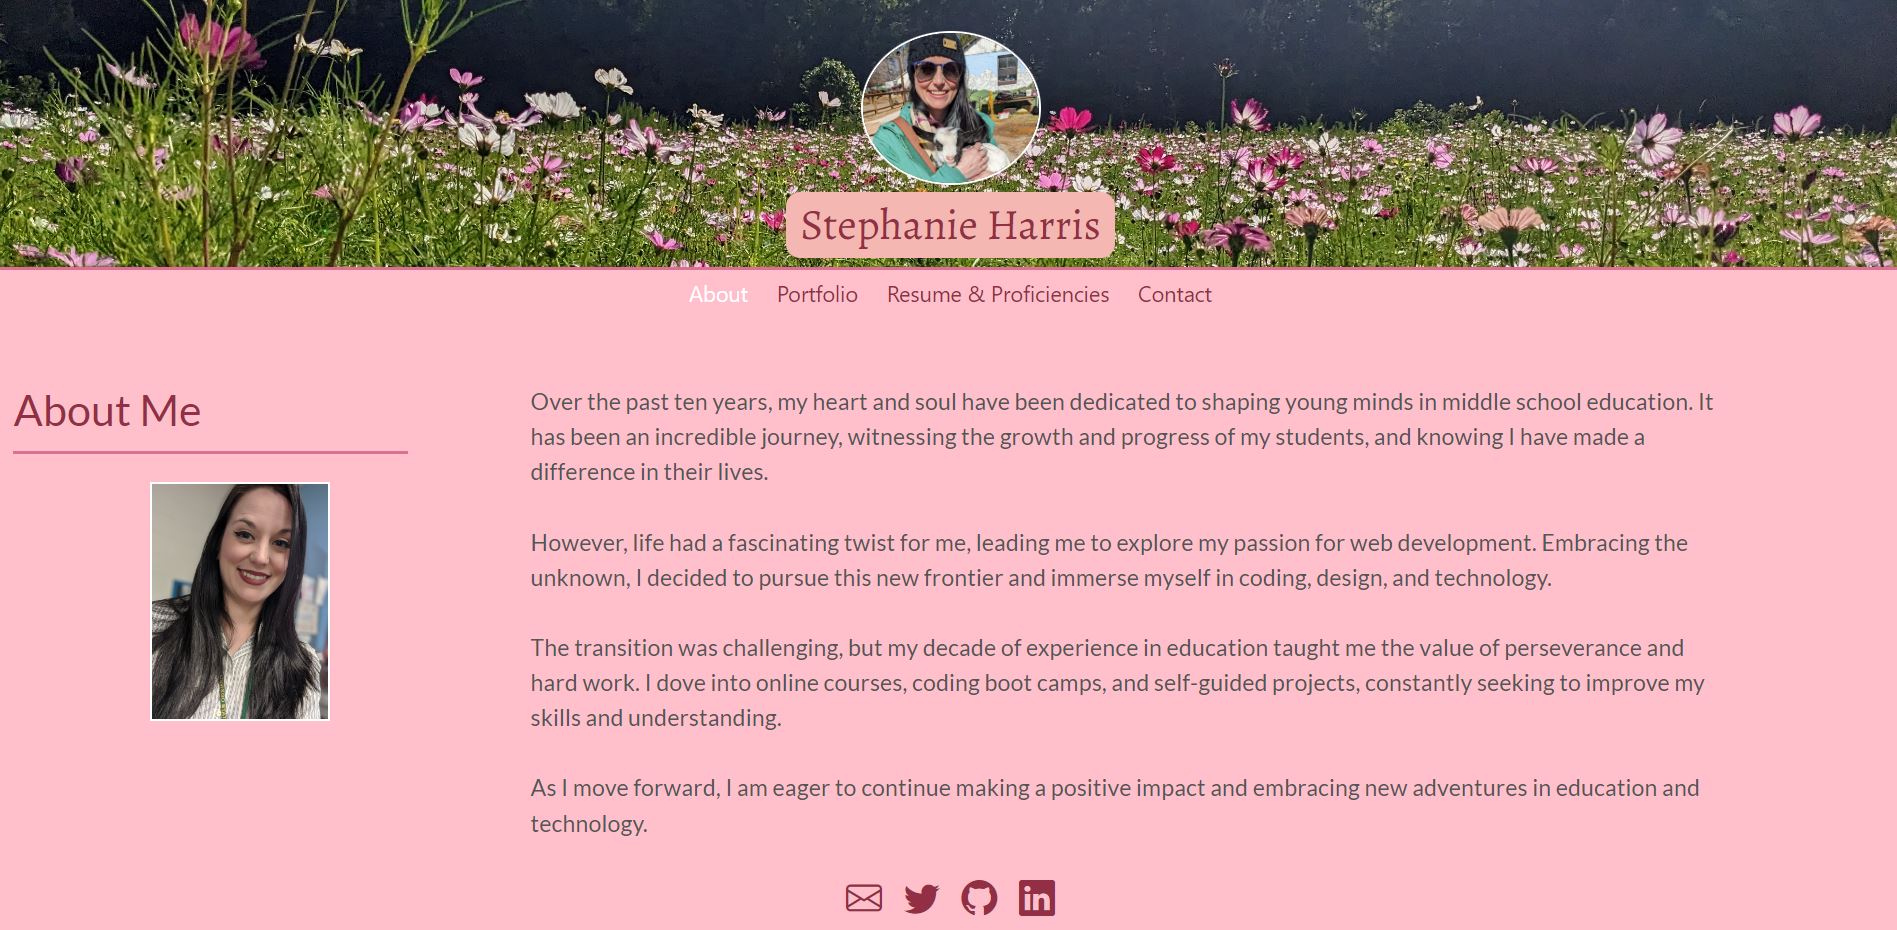 Stephanie Harris
About Portfolio Resume & Proficiencies Contact
About Me
Over the past ten years, my heart and soul have been dedicated to shaping young minds in middle school education. It
has been an incredible journey, witnessing the growth and progress of my students, and knowing I have made a
difference in their lives.
However, life had a fascinating twist for me, leading me to explore my passion for web development. Embracing the
unknown, I decided to pursue this new frontier and immerse myself in coding, design, and technology.
The transition was challenging, but my decade of experience in education taught me the value of perseverance and
hard work. I dove into online courses, coding boot camps, and self-guided projects, constantly seeking to improve my
skills and understanding.
As I move forward, I am eager to continue making a positive impact and embracing new adventures in education and
technology.
in